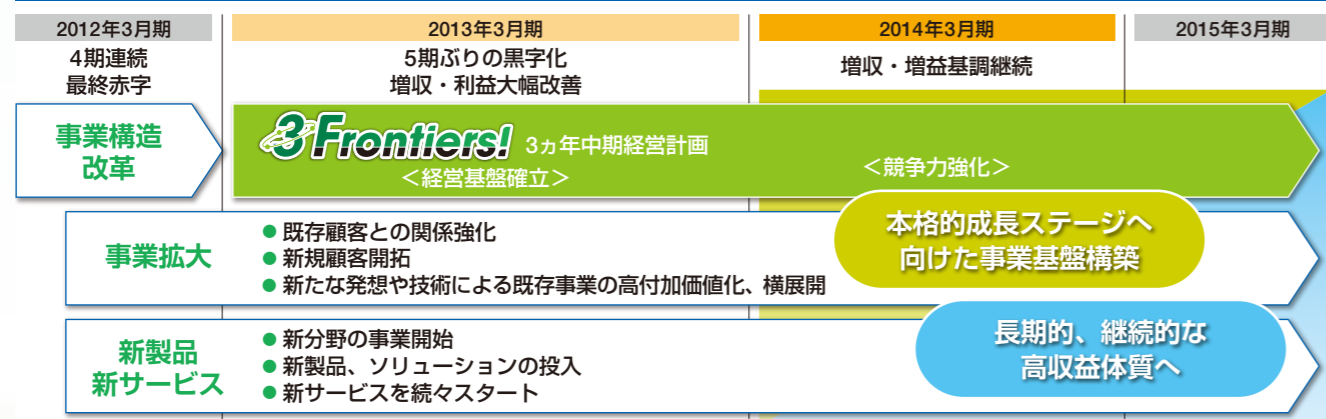 2012年3月期
2013年3月期
2014年3月期
2015年3月期
4期連続
最終赤字
5期ぶりの黒字化
増収・利益大幅改善
増収・増益基調継続
事業構造
改革
3 Frontiers! 3ヵ年中期経営計画
＜経営基盤確立＞
＜競争力強化＞
事業拡大
● 既存顧客との関係強化
● 新規顧客開拓
● 新たな発想や技術による既存事業の高付加価値化、横展開
本格的成長ステージへ
向けた事業基盤構築
新製品
新サービス
● 新分野の事業開始
● 新製品、ソリューションの投入
● 新サービスを続々スタート
長期的、継続的な
高収益体質へ